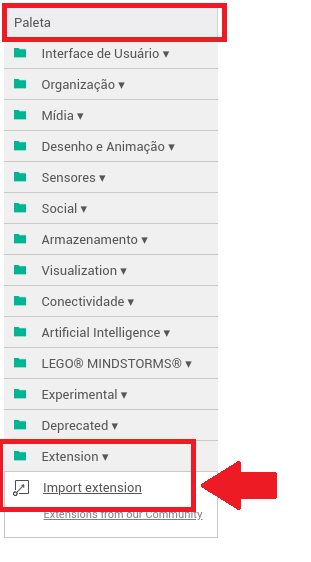 Paleta
Interface de Usuário ▾
Organização ▾
Mídia ▾
Desenho e Animação ▾
Sensores ▾
Social ▾
Armazenamento ▾
Visualization ▾
Conectividade ▾
Artificial Intelligence ▾
LEGO® MINDSTORMS® ▾
Experimental ▾
Deprecated ▾
Extension ▾
Import extension
Extensions from our Community